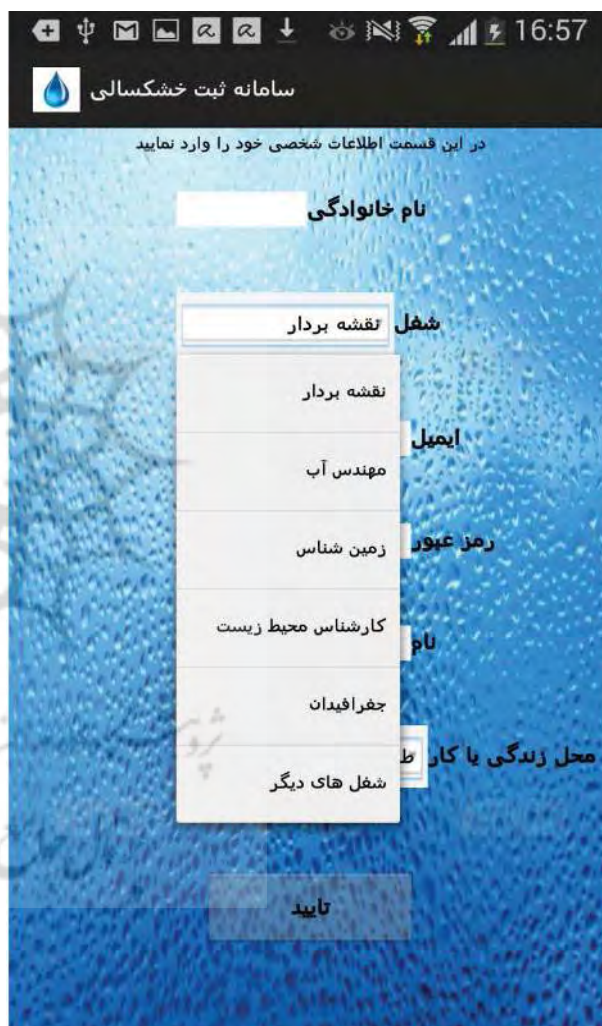 16:57
سامانه ثبت خشکسالی
در این قسمت اطلاعات شخصی خود را وارد نمایید
نام خانوادگی
شغل نقشه بردار
نقشه بردار
ایمیل
مهندس آب
رمز عبور
زمین شناس
نام
کارشناس محیط زیست
جغرافیدان
محل زندگی یا کار ط
شغل های دیگر
تایید